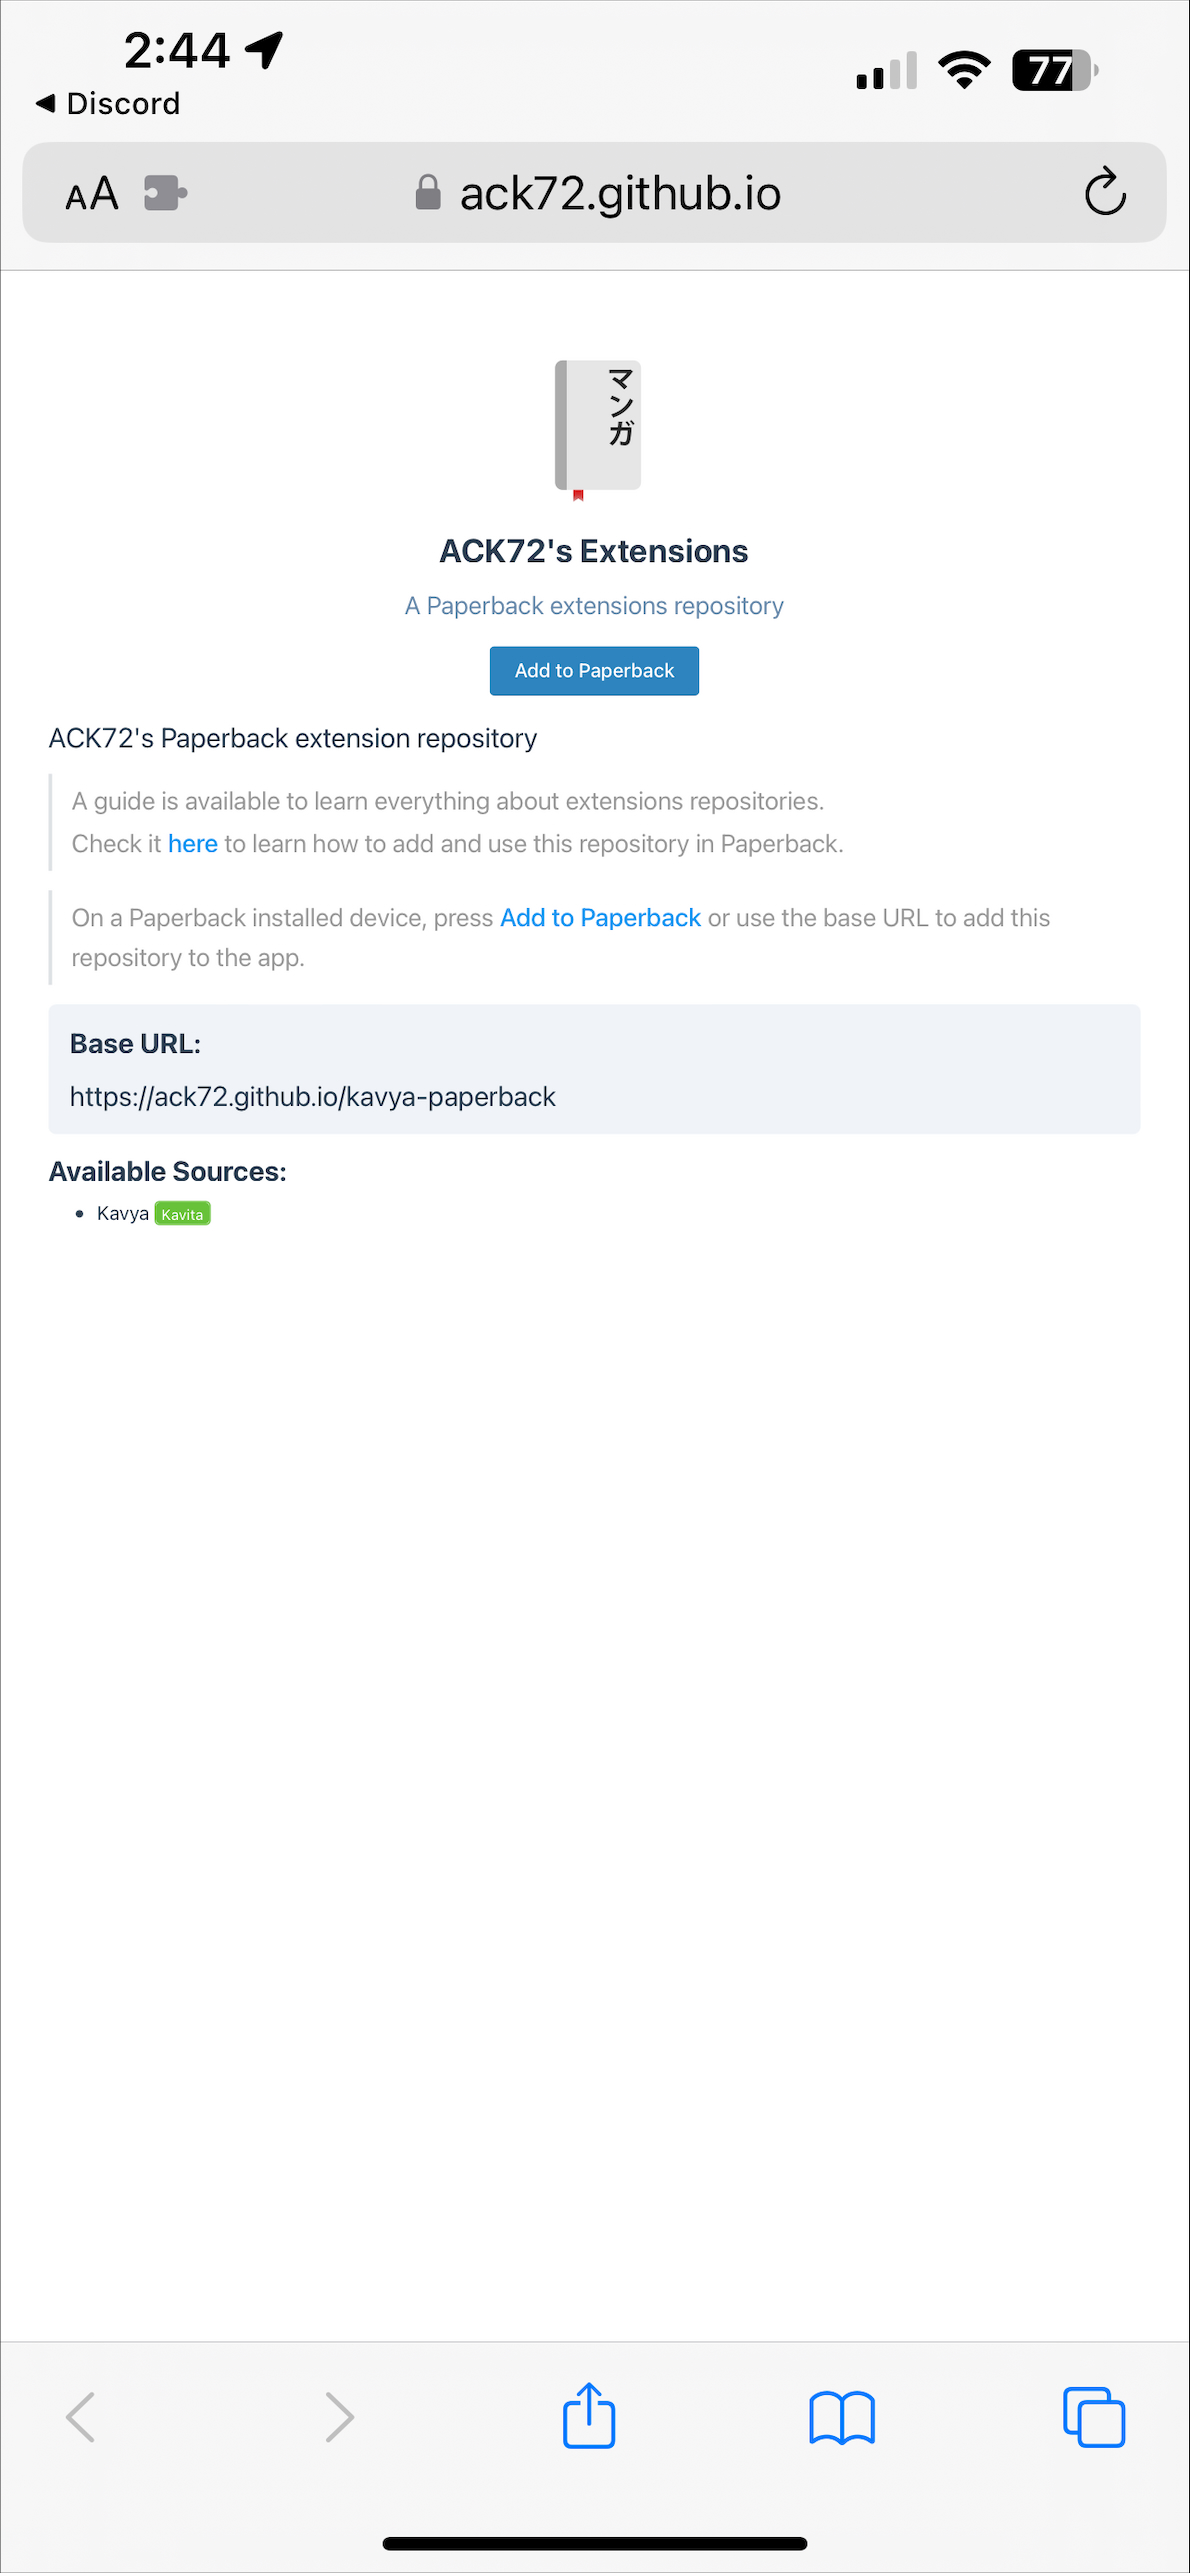 2:44
77
Discord
AA
ack72.github.io
マンガ
ACK72's Extensions
A Paperback extensions repository
Add to Paperback
ACK72's Paperback extension repository
A guide is available to learn everything about extensions repositories.
Check it here to learn how to add and use this repository in Paperback.
On a Paperback installed device, press Add to Paperback or use the base URL to add this
repository to the app.
Base URL:
https://ack72.github.io/kavya-paperback
Available Sources:
• Kavya Kavita